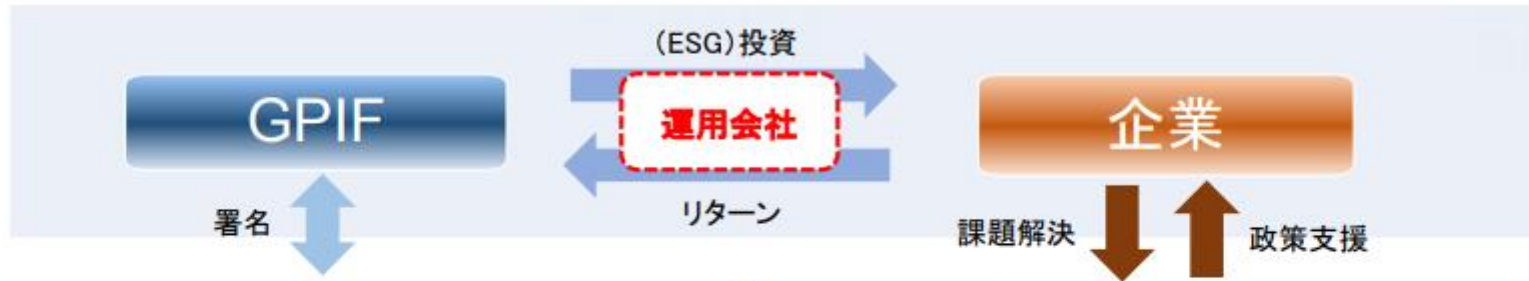 (ESG)投資
GPIF
運用会社
企業
リターン
署名
課題解決
政策支援